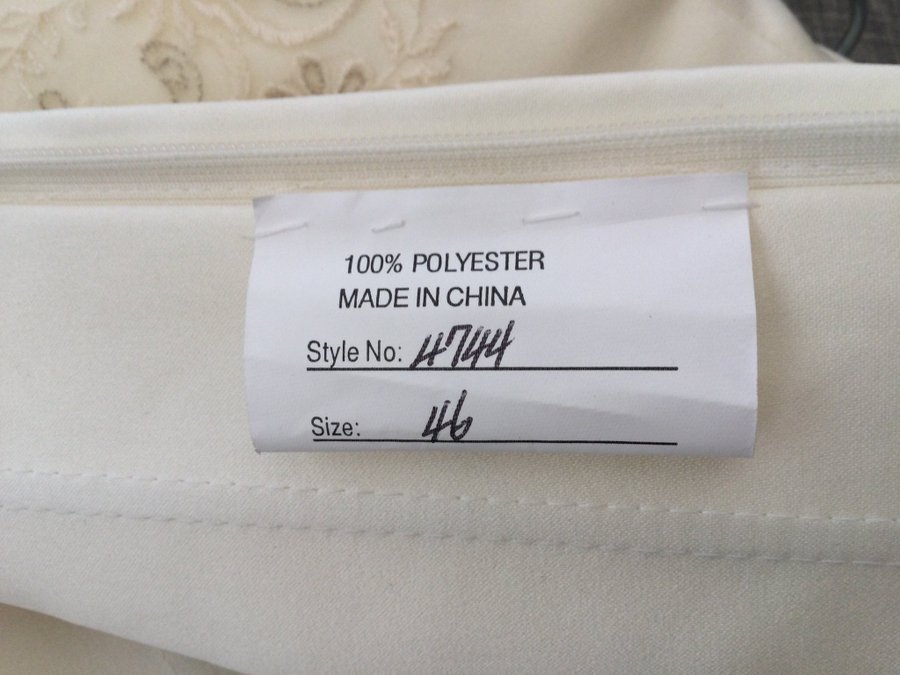 100% POLYESTER
MADE IN CHINA
Style No: 4744
Size: 46